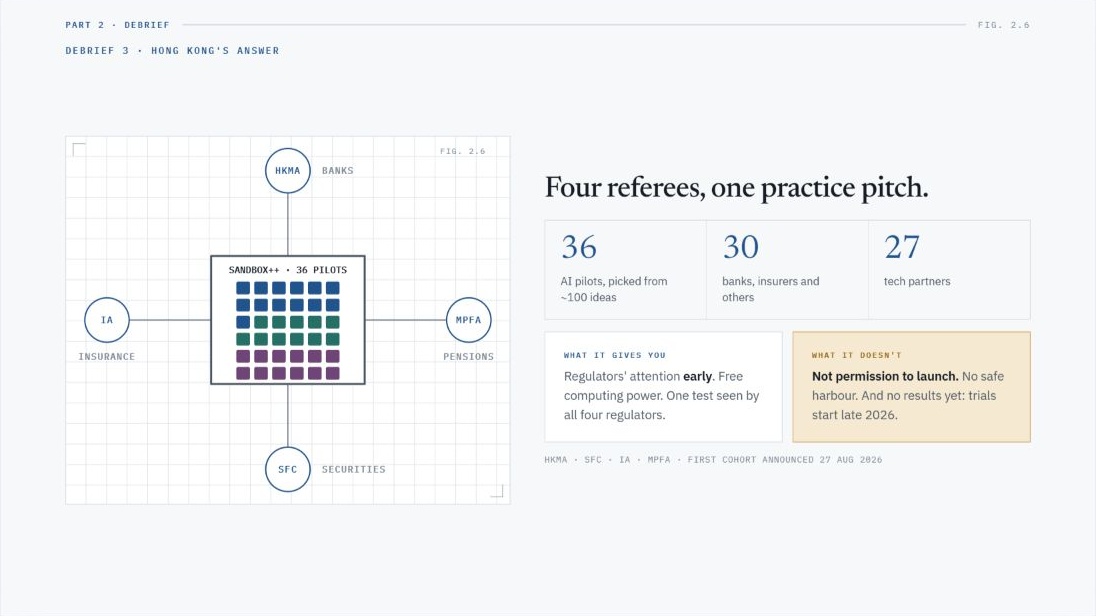 PART 2 · DEBRIEF
FIG. 2.6
DEBRIEF 3 · HONG KONG'S ANSWER
FIG. 2.6
HKMA
BANKS
SANDBOX++ · 36 PILOTS
IA
INSURANCE
MPFA
PENSIONS
SFC
SECURITIES
Four referees, one practice pitch.
36
AI pilots, picked from
~100 ideas
30
banks, insurers and
others
27
tech partners
WHAT IT GIVES YOU
Regulators' attention early. Free
computing power. One test seen by
all four regulators.
WHAT IT DOESN'T
Not permission to launch. No safe
harbour. And no results yet: trials
start late 2026.
HKMA · SFC · IA · MPFA · FIRST COHORT ANNOUNCED 27 AUG 2026